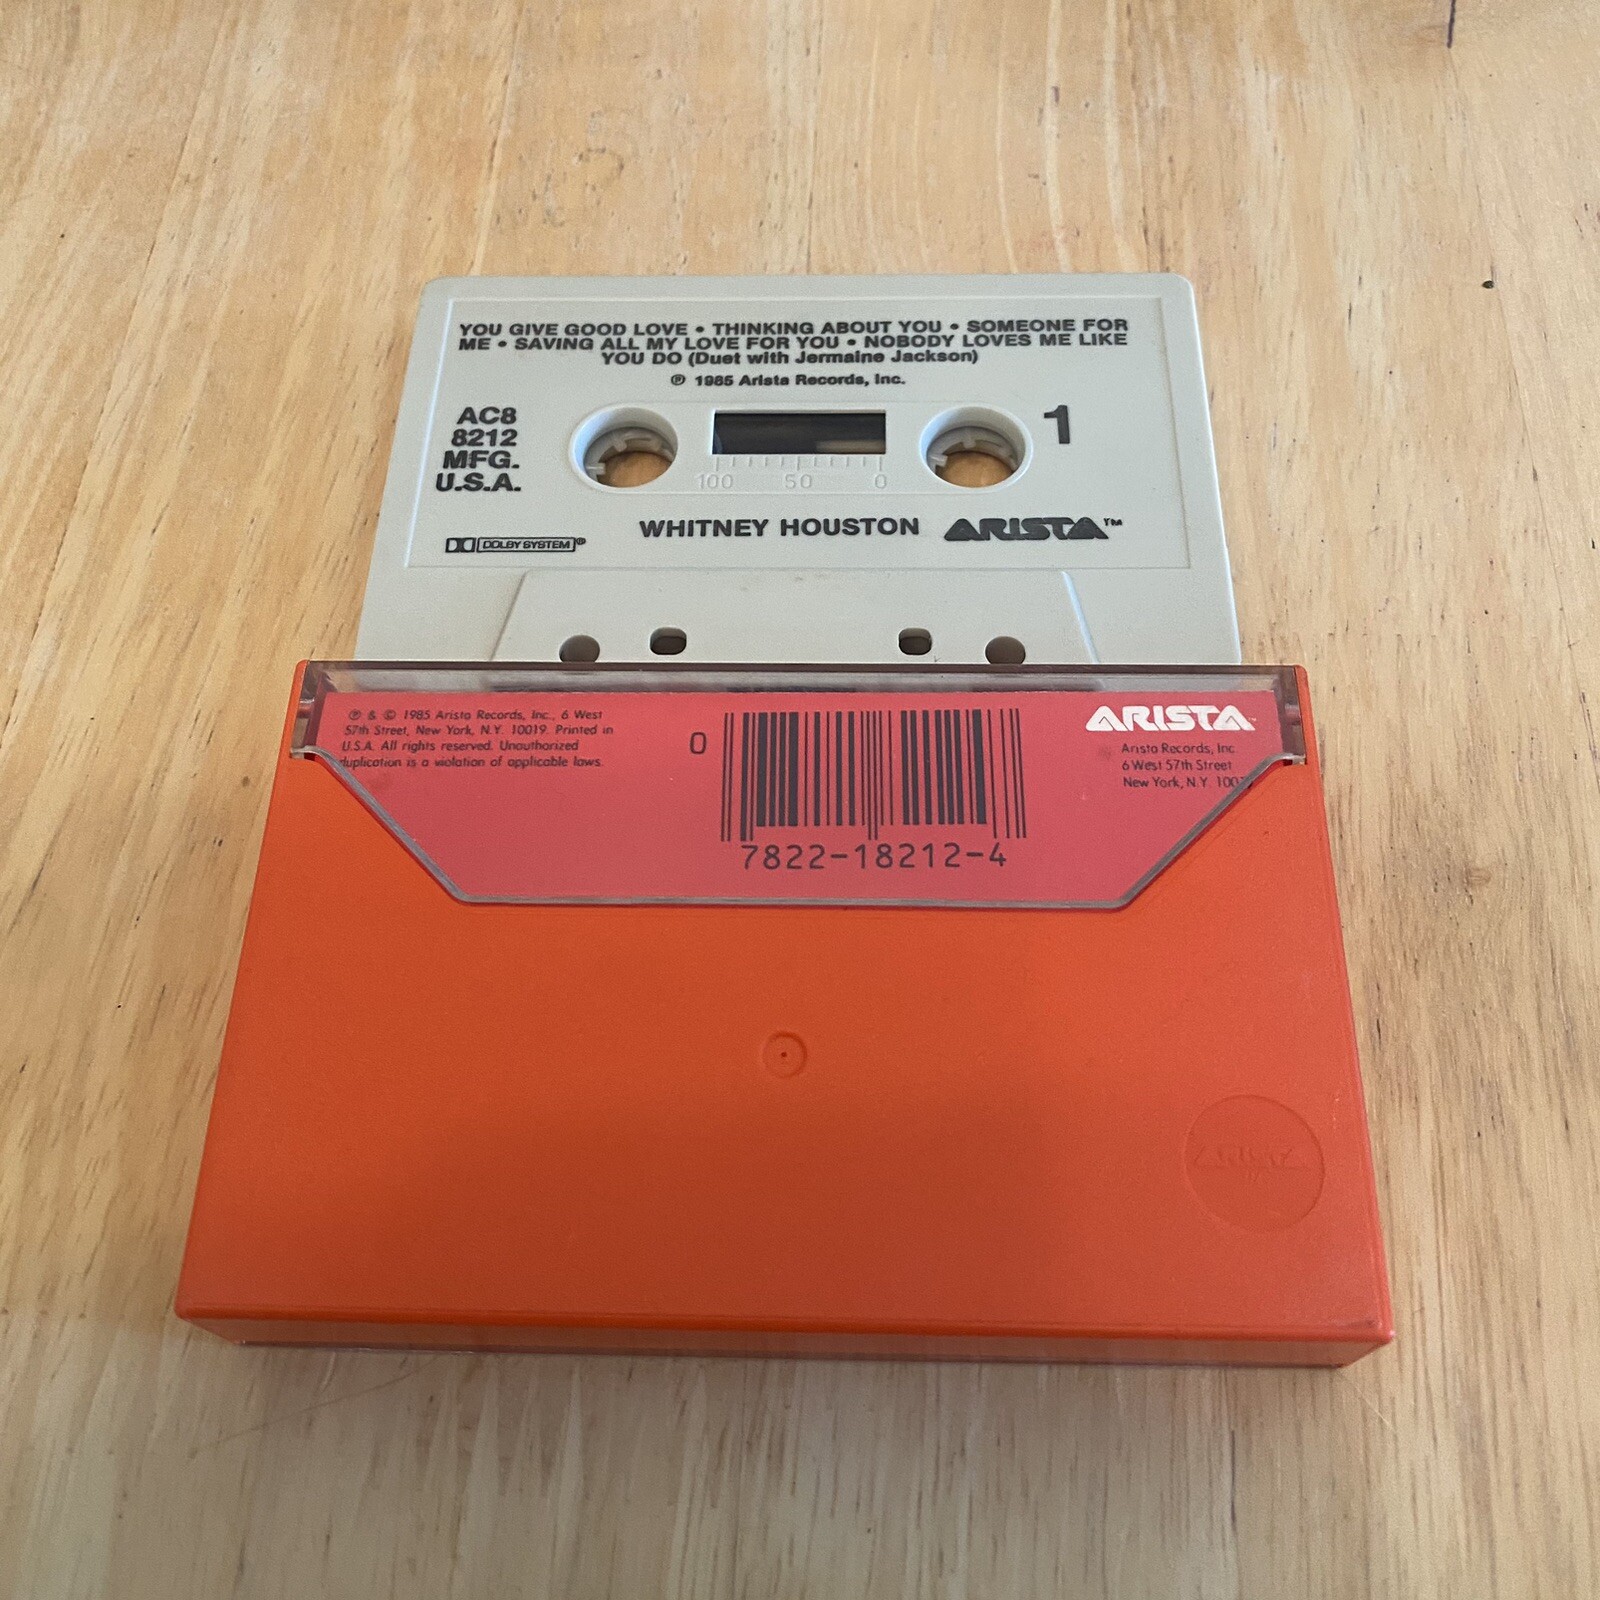 YOU GIVE GOOD LOVE • THINKING ABOUT YOU • SOMEONE FOR
ME • SAVING ALL MY LOVE FOR YOU • NOBODY LOVES ME LIKE
YOU DO (Duet with Jermaine Jackson)
℗ 1985 Arista Records, Inc.
AC8
8212
MFG.
U.S.A.
1
100 50 0
WHITNEY HOUSTON ARISTA™
DOLBY SYSTEM®
℗ & © 1985 Arista Records, Inc., 6 West
57th Street, New York, N.Y. 10019. Printed in
U.S.A. All rights reserved. Unauthorized
duplication is a violation of applicable laws.
0
7822-18212-4
ARISTA™
Arista Records, Inc
6 West 57th Street
New York, N.Y.
ARISTA